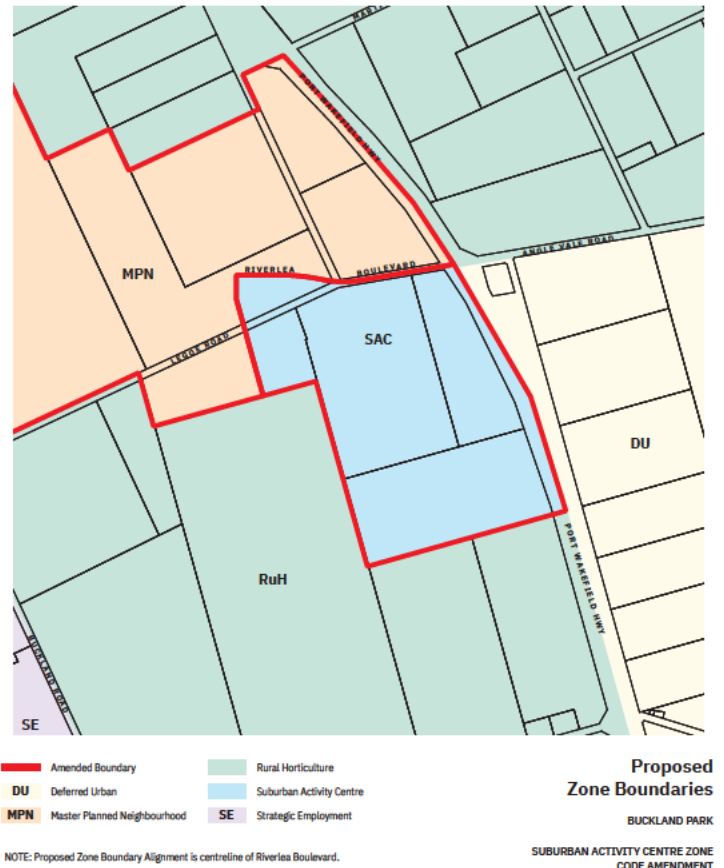 PORT WAKEFIELD HWY
ANGLE VALE ROAD
RIVERLEA
BOULEVARD
MPN
LEGOE ROAD
SAC
DU
PORT WAKEFIELD HWY
RuH
BUCKLAND ROAD
SE
Amended Boundary
Rural Horticulture
DU Deferred Urban
Suburban Activity Centre
MPN Master Planned Neighbourhood
SE Strategic Employment
Proposed
Zone Boundaries
BUCKLAND PARK
NOTE: Proposed Zone Boundary Alignment is centreline of Riverlea Boulevard.
SUBURBAN ACTIVITY CENTRE ZONE
CODE AMENDMENT